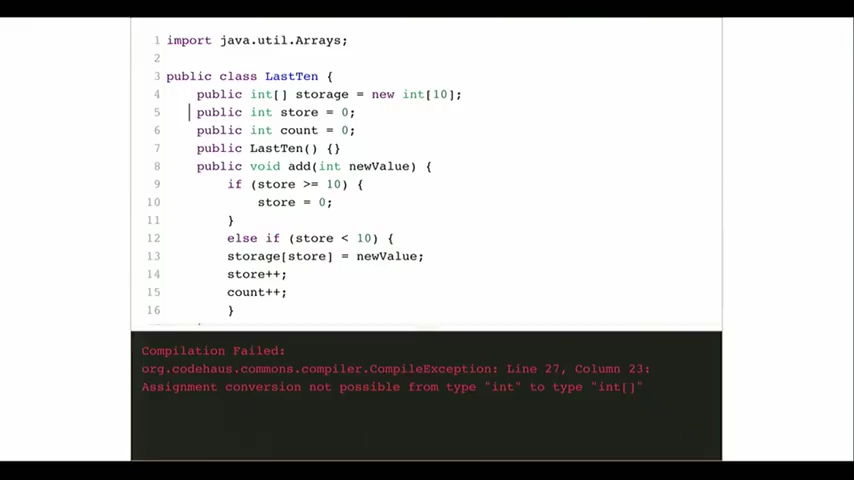 1 import java.util.Arrays;
2
3 public class LastTen {
4 public int[] storage = new int[10];
5 public int store = 0;
6 public int count = 0;
7 public LastTen() {}
8 public void add(int newValue) {
9 if (store >= 10) {
10 store = 0;
11 }
12 else if (store < 10) {
13 storage[store] = newValue;
14 store++;
15 count++;
16 }
Compilation Failed:
org.codehaus.commons.compiler.CompileException: Line 27, Column 23:
Assignment conversion not possible from type "int" to type "int[]"